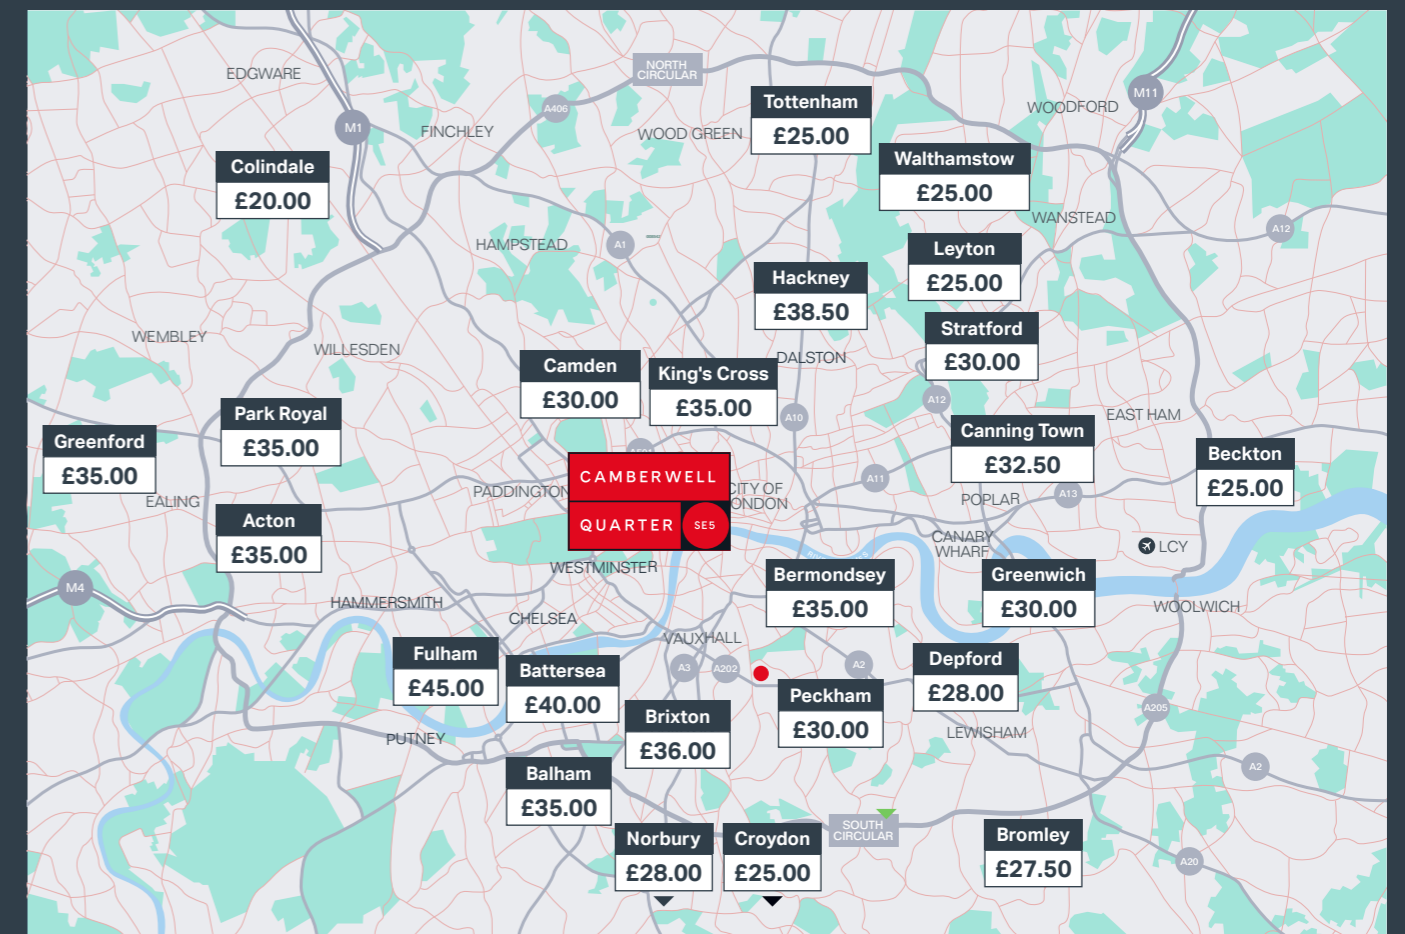 NORTH
CIRCULAR
EDGWARE
M11
Tottenham
£25.00
WOODFORD
A406
M1
FINCHLEY
WOOD GREEN
Colindale
£20.00
Walthamstow
£25.00
WANSTEAD
A12
HAMPSTEAD
A1
Leyton
£25.00
Hackney
£38.50
WEMBLEY
WILLESDEN
Stratford
£30.00
DALSTON
Camden
£30.00
King's Cross
£35.00
A12
Park Royal
£35.00
A10
EAST HAM
Greenford
£35.00
Canning Town
£32.50
Beckton
£25.00
A11
A13
CAMBERWELL
QUARTER
SE5
PADDINGTON
CITY OF
EALING
POPLAR
Acton
£35.00
CANARY
WHARF
LCY
WESTMINSTER
Bermondsey
£35.00
Greenwich
£30.00
M4
HAMMERSMITH
CHELSEA
WOOLWICH
VAUXHALL
Fulham
£45.00
Battersea
£40.00
A3
A202
A2
Depford
£28.00
Peckham
£30.00
Brixton
£36.00
A205
LEWISHAM
PUTNEY
A2
Balham
£35.00
SOUTH
CIRCULAR
Norbury
£28.00
Croydon
£25.00
Bromley
£27.50
A20